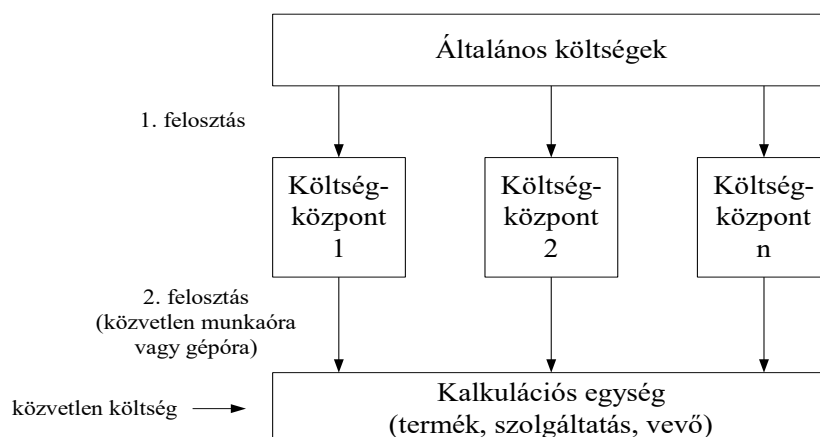 Általános költségek
1. felosztás
Költség-
központ
1
Költség-
központ
2
Költség-
központ
n
2. felosztás
(közvetlen munkaóra
vagy gépóra)
közvetlen költség
Kalkulációs egység
(termék, szolgáltatás, vevő)